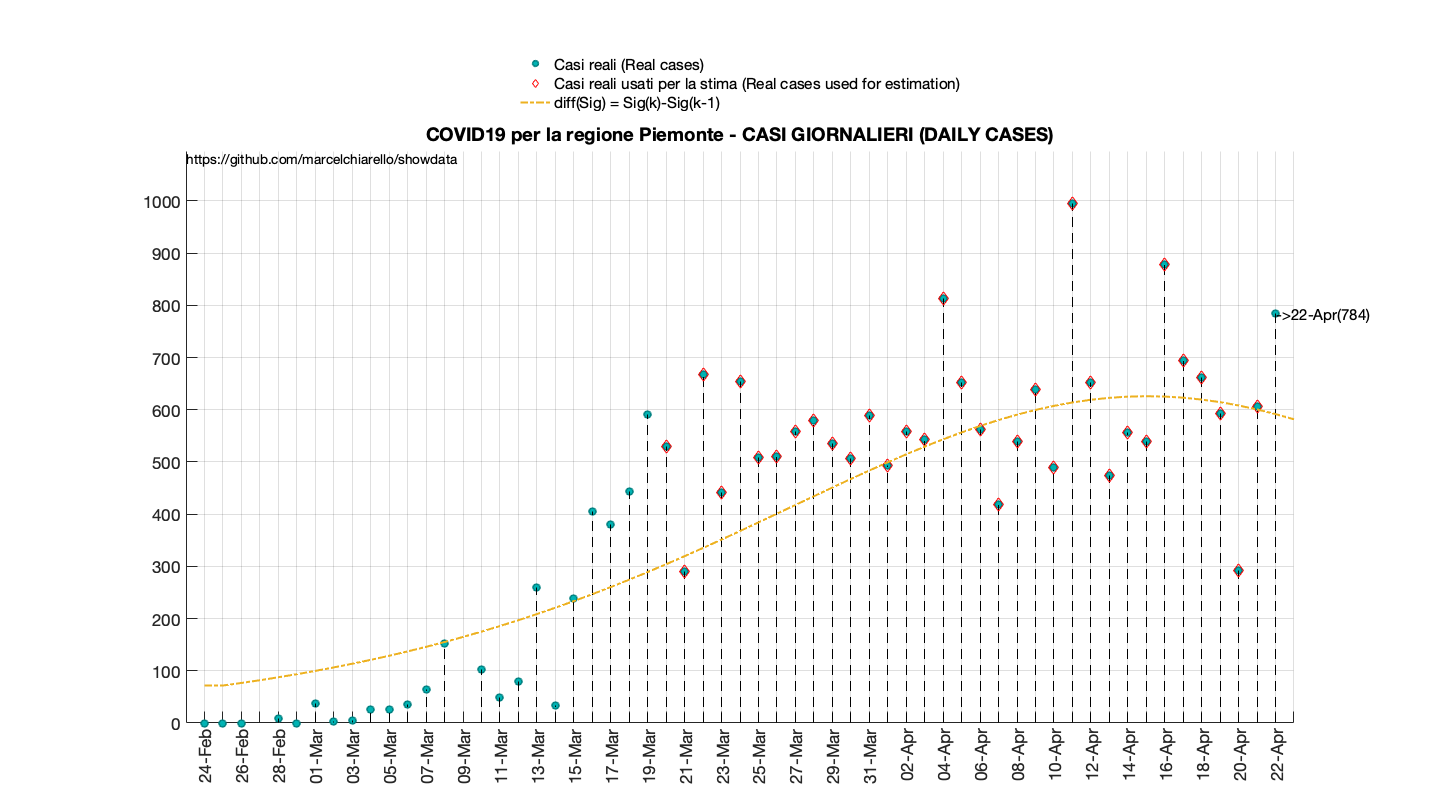 Casi reali (Real cases)
Casi reali usati per la stima (Real cases used for estimation)
diff(Sig) = Sig(k)-Sig(k-1)
COVID19 per la regione Piemonte - CASI GIORNALIERI (DAILY CASES)
https://github.com/marcelchiarello/showdata
1000
900
800
700
600
500
400
300
200
100
0
->22-Apr(784)
24-Feb
26-Feb
28-Feb
01-Mar
03-Mar
05-Mar
07-Mar
09-Mar
11-Mar
13-Mar
15-Mar
17-Mar
19-Mar
21-Mar
23-Mar
25-Mar
27-Mar
29-Mar
31-Mar
02-Apr
04-Apr
06-Apr
08-Apr
10-Apr
12-Apr
14-Apr
16-Apr
18-Apr
20-Apr
22-Apr